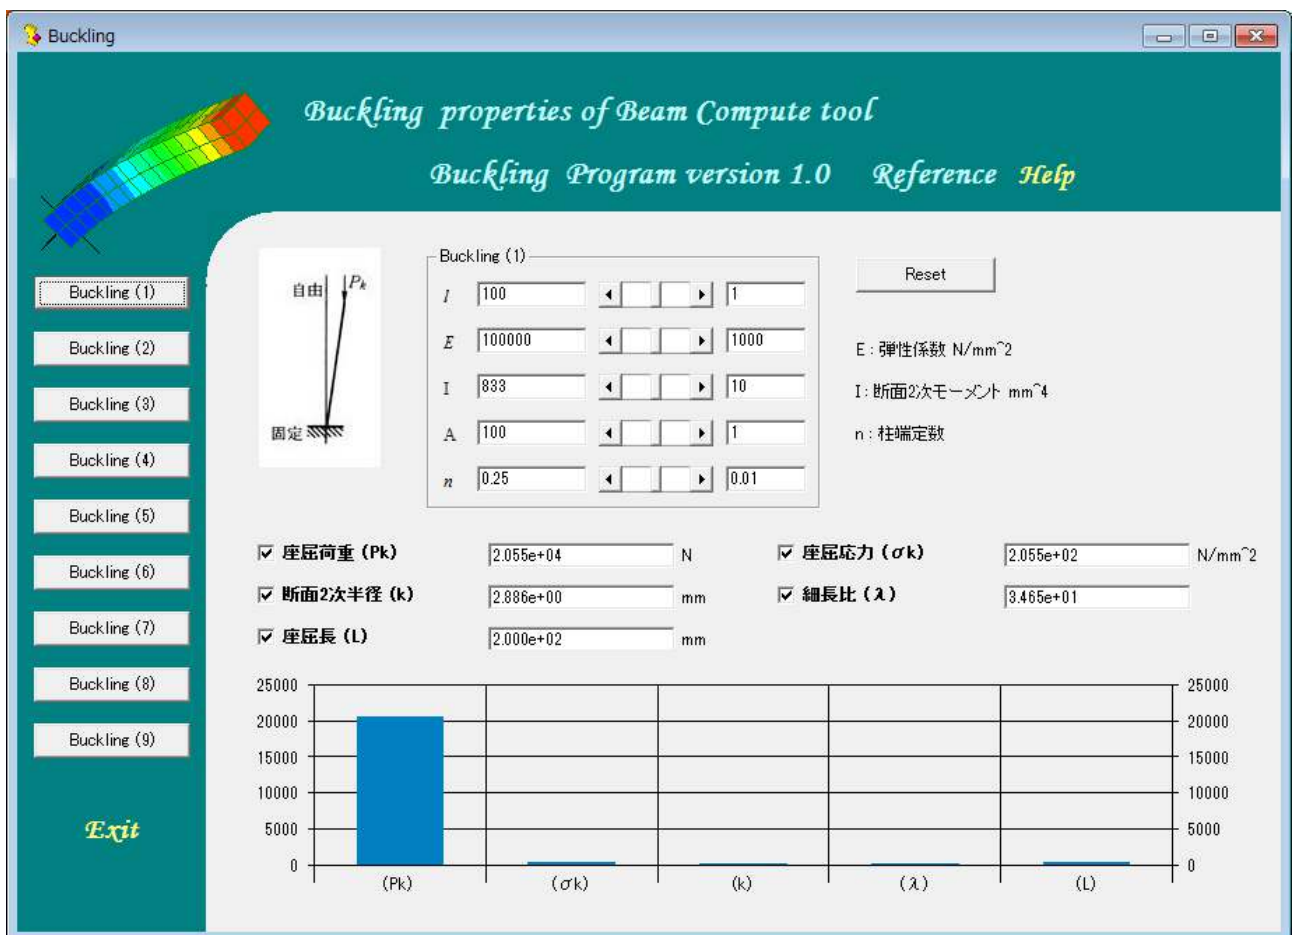 Buckling
Buckling properties of Beam Compute tool
Buckling Program version 1.0 Reference Help
Buckling (1)
Buckling (2)
Buckling (3)
Buckling (4)
Buckling (5)
Buckling (6)
Buckling (7)
Buckling (8)
Buckling (9)
Exit
自由 Pk
固定
Buckling (1)
l 100 1
E 100000 1000
I 833 10
A 100 1
n 0.25 0.01
Reset
E : 弾性係数 N/mm^2
I : 断面2次モーメント mm^4
n : 柱端定数
座屈荷重 (Pk) 2.055e+04 N 座屈応力 (σk) 2.055e+02 N/mm^2
断面2次半径 (k) 2.886e+00 mm 細長比 (λ) 3.465e+01
座屈長 (L) 2.000e+02 mm
25000 25000
20000 20000
15000 15000
10000 10000
5000 5000
0 0
(Pk) (σk) (k) (λ) (L)